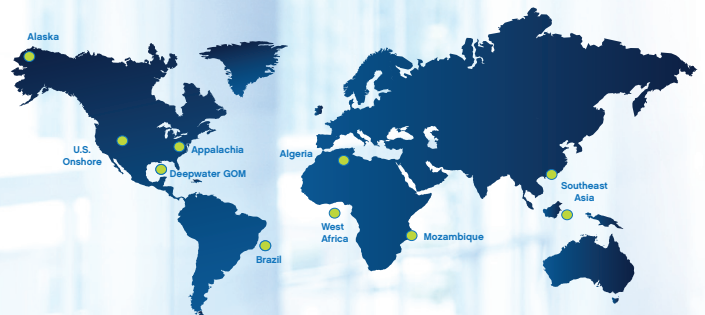 Alaska
U.S.
Onshore
Appalachia
Deepwater GOM
Brazil
Algeria
West
Africa
Mozambique
Southeast
Asia